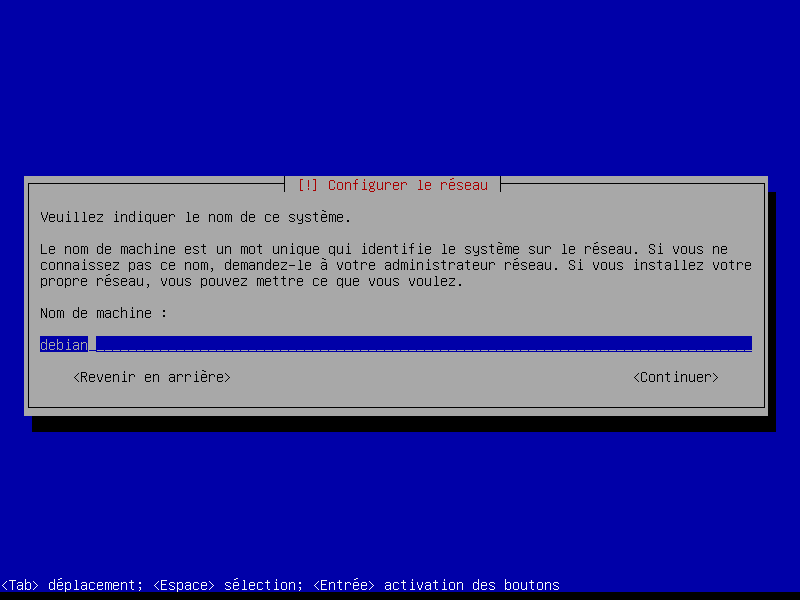 [!] Configurer le réseau
Veuillez indiquer le nom de ce système.
Le nom de machine est un mot unique qui identifie le système sur le réseau. Si vous ne
connaissez pas ce nom, demandez-le à votre administrateur réseau. Si vous installez votre
propre réseau, vous pouvez mettre ce que vous voulez.
Nom de machine :
debian
<Revenir en arrière> <Continuer>
<Tab> déplacement; <Espace> sélection; <Entrée> activation des boutons